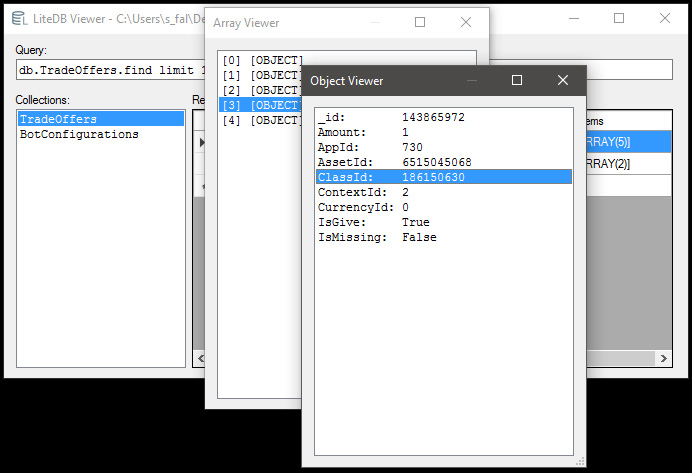 LiteDB Viewer - C:\Users\s_fal\De
Query:
db.TradeOffers.find limit 1
Collections:
TradeOffers
BotConfigurations
Re
ems
RRAY(5)]
RRAY(2)]
Array Viewer
[0] [OBJECT]
[1] [OBJECT]
[2] [OBJECT]
[3] [OBJECT]
[4] [OBJECT]
Object Viewer
_id: 143865972
Amount: 1
AppId: 730
AssetId: 6515045068
ClassId: 186150630
ContextId: 2
CurrencyId: 0
IsGive: True
IsMissing: False